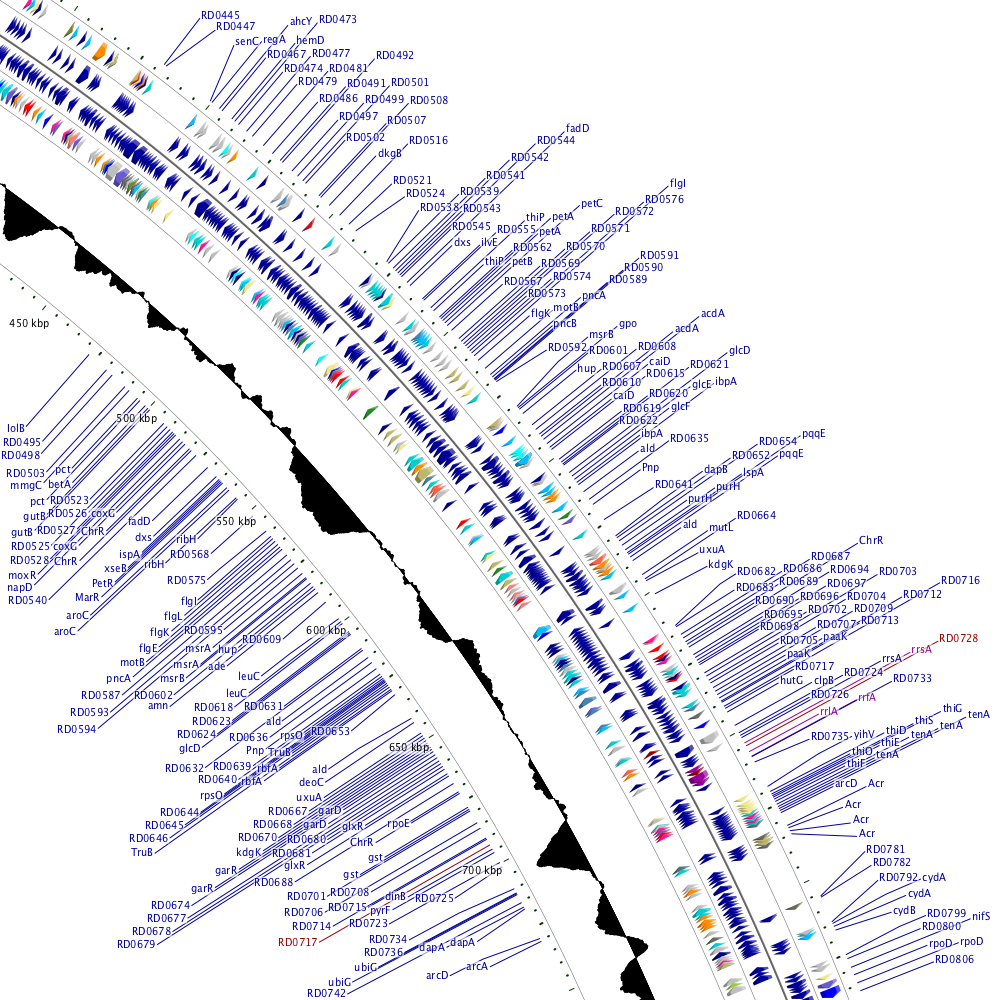 RD0445
RD0447
ahcY RD0473
senC regA hemD
RD0467 RD0477 RD0492
RD0474 RD0481
RD0479 RD0491 RD0501
RD0486 RD0499 RD0508
RD0497 RD0507
RD0502 RD0516
dkgB
fadD
RD0544
RD0542
RD0521 RD0541
RD0524 RD0539
RD0538 RD0543
flgI
RD0576
petC
RD0572
thiP petA
RD0545 RD0555 petA RD0571
dxs ilvE RD0562 RD0570
thiP petB RD0569 RD0591
RD0590
RD0567 RD0574 RD0589
RD0573 pncA
flgK motB
pncB gpo acdA
msrB acdA
RD0592 RD0601 RD0608 glcD
hup RD0607 caiD RD0621
RD0610 RD0615
caiD RD0620 glcE ibpA
RD0619 glcF
RD0622
ibpA RD0635
ald
pqqE
RD0654
RD0652 pqqE
Pnp dapB lspA
RD0641 purH
purH
ald mutL RD0664
uxuA
kdgK
ChrR
RD0687
RD0682 RD0686 RD0694 RD0703
RD0683 RD0689 RD0697 RD0716
RD0690 RD0696 RD0704 RD0712
RD0695 RD0702 RD0709
RD0698 RD0707 RD0713
RD0705 paaK RD0728
paaK rrsA rrsA
RD0717 RD0724
hutG clpB RD0733
RD0726 rrfA
rrlA
thiG
thiS tenA
RD0735 yihV thiD tenA
thiE tenA
thiO tenA
thiF
arcD Acr
Acr
Acr
Acr
RD0781
RD0782
RD0792 cydA
cydA
cydB RD0799 nifS
RD0800
rpoD rpoD
RD0806
450 kbp
500 kbp
550 kbp
600 kbp
650 kbp
700 kbp
lolB
RD0495
RD0498
RD0503 pct
mmgC betA
pct RD0523
gutB RD0526 coxG
gutB RD0527 ChrR
RD0525 coxG
RD0528 ChrR
moxR
napD
RD0540
fadD
dxs ribH
ispA RD0568
xseB ribH
PetR RD0575
MarR
aroC flgI
aroC flgL
flgK RD0595
flgE msrA hup RD0609
motB msrA ade
pncA msrB leuC
RD0587 RD0602 leuC
amn RD0618 RD0631
RD0593 RD0623 ald
RD0594 RD0624 RD0636 rpsO RD0653
glcD Pnp TruB
RD0632 RD0639 rbfA ald
RD0640 rbfA deoC
rpsO uxuA
RD0644 RD0667 garD
RD0645 RD0668 garD glxR rpoE
RD0646 RD0670 RD0680 ChrR
TruB kdgK RD0681 gst
garR glxR gst
garR RD0688
RD0701 RD0708 dinB RD0725
RD0674 RD0706 RD0715 pyrF
RD0677 RD0714 RD0723
RD0678
RD0679 RD0717 RD0734 dapA dapA
RD0736
ubiG arcD arcA
ubiG
RD0742